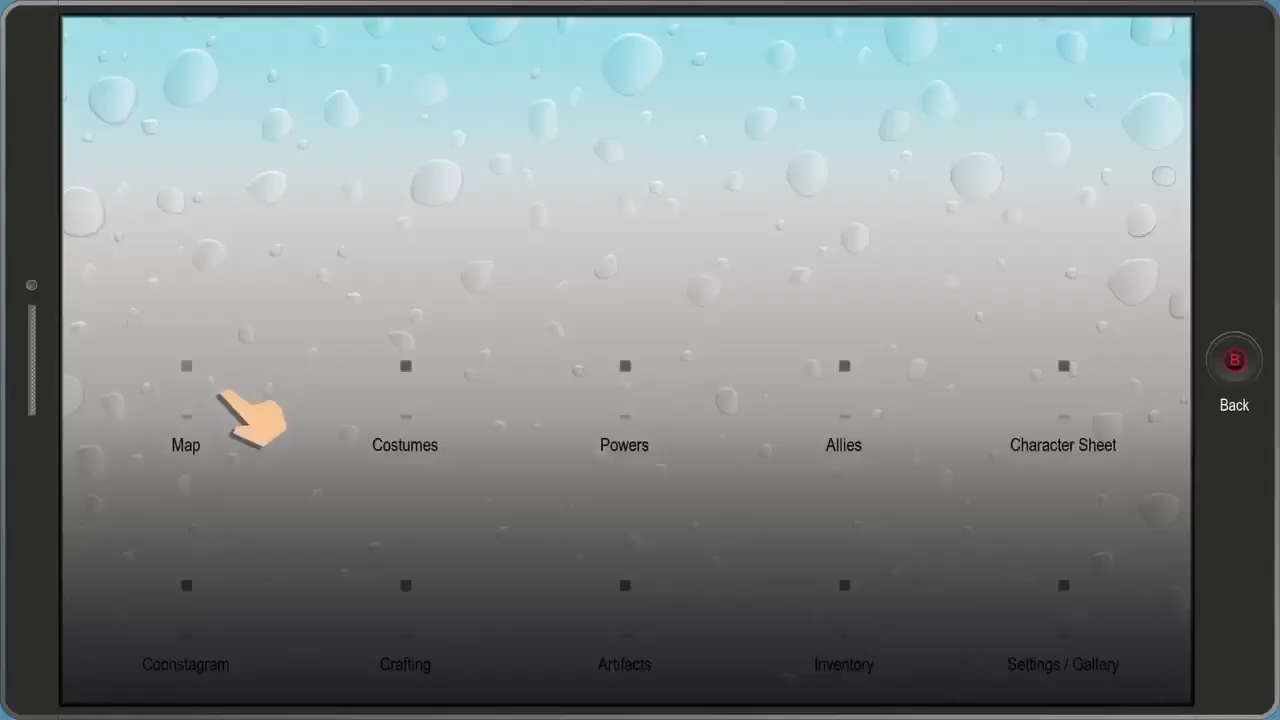 B
Back
Map
Costumes
Powers
Allies
Character Sheet
Coonstagram
Crafting
Artifacts
Inventory
Settings / Gallery